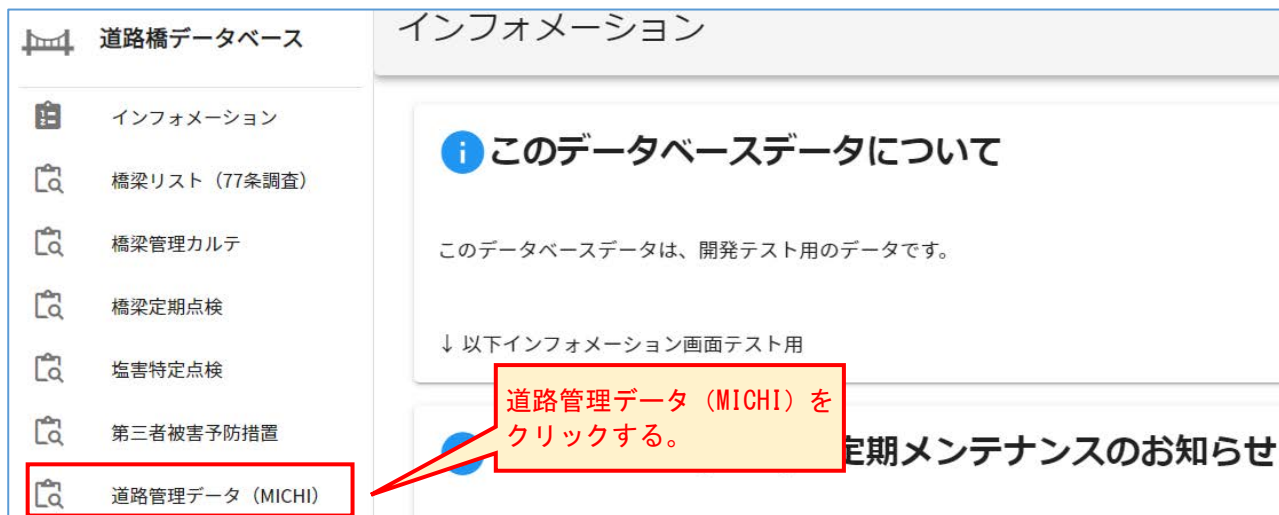 道路橋データベース
インフォメーション
橋梁リスト（77条調査）
橋梁管理カルテ
橋梁定期点検
塩害特定点検
第三者被害予防措置
道路管理データ（MICHI）
インフォメーション
このデータベースデータについて
このデータベースデータは、開発テスト用のデータです。
↓以下インフォメーション画面テスト用
道路管理データ（MICHI）を
クリックする。
定期メンテナンスのお知らせ